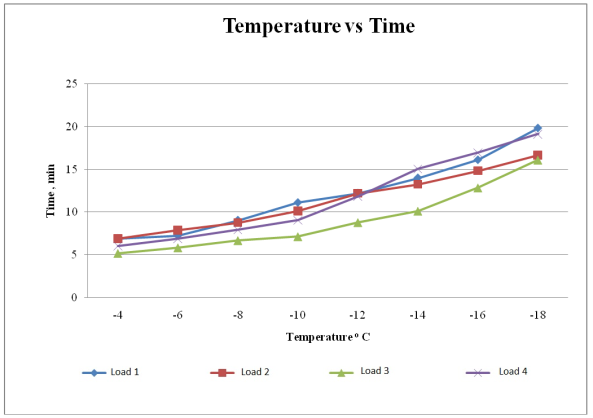 Temperature vs Time
25
20
15
10
5
0
Time , min
-4 -6 -8 -10 -12 -14 -16 -18
Temperature º C
Load 1 Load 2 Load 3 Load 4